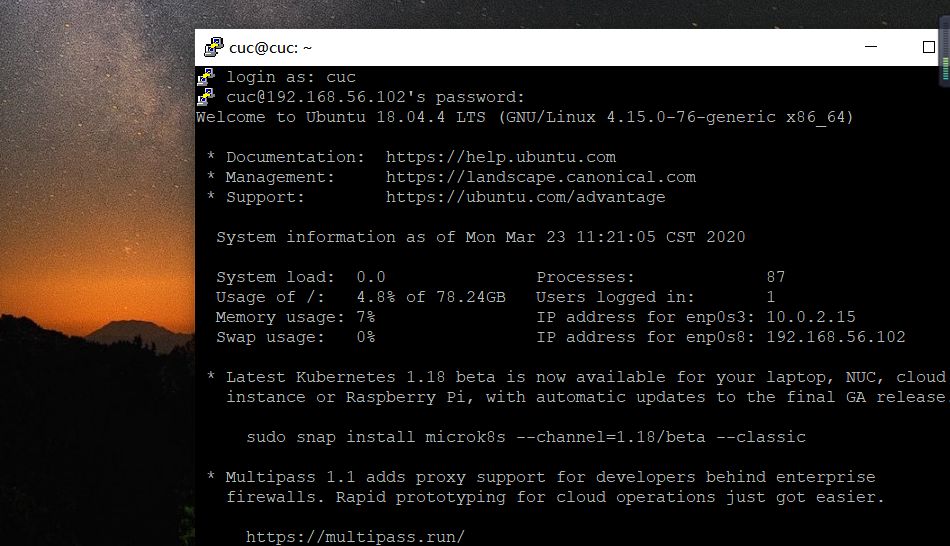 cuc@cuc: ~
login as: cuc
cuc@192.168.56.102's password:
Welcome to Ubuntu 18.04.4 LTS (GNU/Linux 4.15.0-76-generic x86_64)
* Documentation: https://help.ubuntu.com
* Management: https://landscape.canonical.com
* Support: https://ubuntu.com/advantage
System information as of Mon Mar 23 11:21:05 CST 2020
System load: 0.0 Processes: 87
Usage of /: 4.8% of 78.24GB Users logged in: 1
Memory usage: 7% IP address for enp0s3: 10.0.2.15
Swap usage: 0% IP address for enp0s8: 192.168.56.102
* Latest Kubernetes 1.18 beta is now available for your laptop, NUC, cloud
instance or Raspberry Pi, with automatic updates to the final GA release.
sudo snap install microk8s --channel=1.18/beta --classic
* Multipass 1.1 adds proxy support for developers behind enterprise
firewalls. Rapid prototyping for cloud operations just got easier.
https://multipass.run/